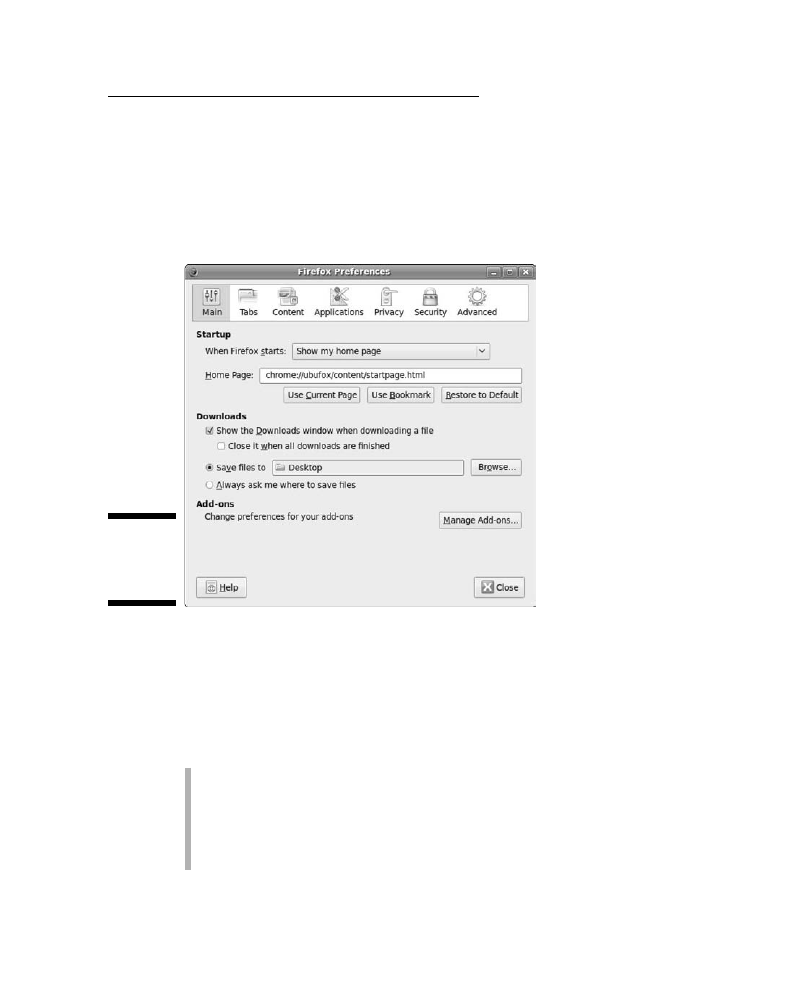 Firefox Preferences
Main Tabs Content Applications Privacy Security Advanced
Startup
When Firefox starts: Show my home page
Home Page: chrome://ubufox/content/startpage.html
Use Current Page Use Bookmark Restore to Default
Downloads
Show the Downloads window when downloading a file
Close it when all downloads are finished
Save files to Desktop Browse...
Always ask me where to save files
Add-ons
Change preferences for your add-ons Manage Add-ons...
Help Close